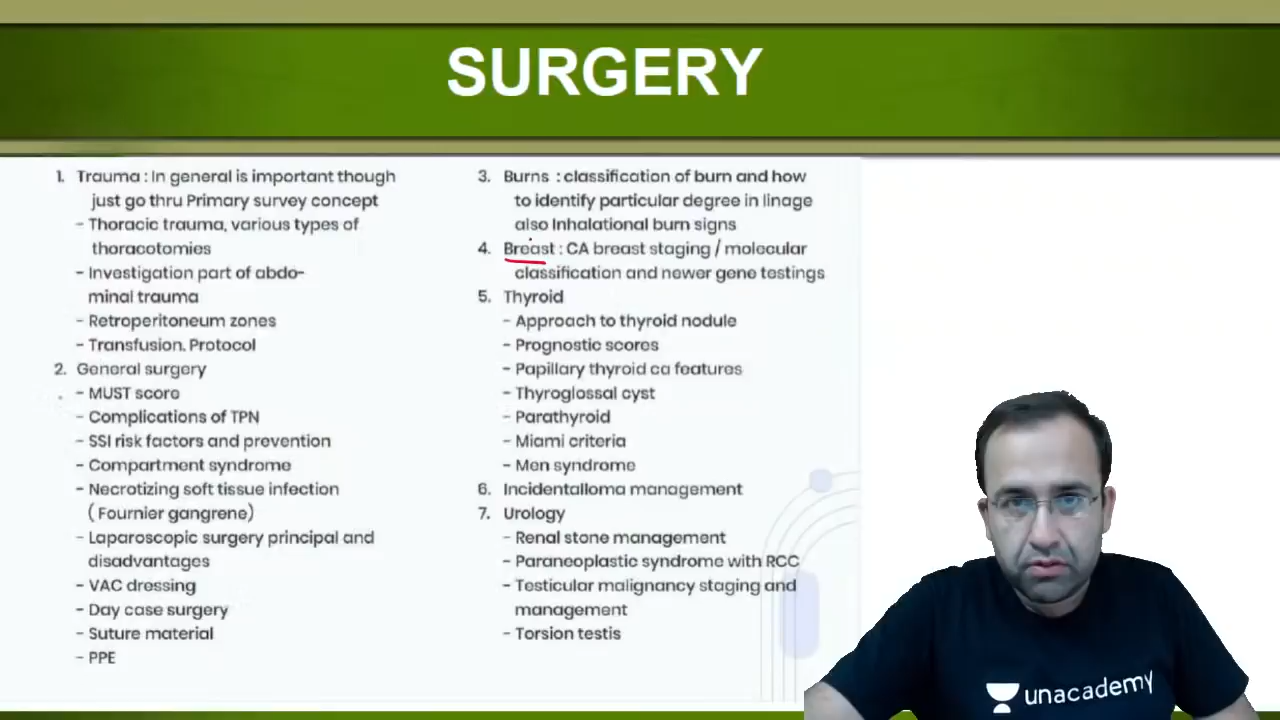 SURGERY
1. Trauma : In general is important though
just go thru Primary survey concept
- Thoracic trauma, various types of
thoracotomies
- Investigation part of abdo-
minal trauma
- Retroperitoneum zones
- Transfusion. Protocol
2. General surgery
- MUST score
- Complications of TPN
- SSI risk factors and prevention
- Compartment syndrome
- Necrotizing soft tissue infection
( Fournier gangrene)
- Laparoscopic surgery principal and
disadvantages
- VAC dressing
- Day case surgery
- Suture material
- PPE
3. Burns : classification of burn and how
to identify particular degree in linage
also Inhalational burn signs
4. Breast : CA breast staging / molecular
classification and newer gene testings
5. Thyroid
- Approach to thyroid nodule
- Prognostic scores
- Papillary thyroid ca features
- Thyroglossal cyst
- Parathyroid
- Miami criteria
- Men syndrome
6. Incidentalloma management
7. Urology
- Renal stone management
- Paraneoplastic syndrome with RCC
- Testicular malignancy staging and
management
- Torsion testis
unacademy